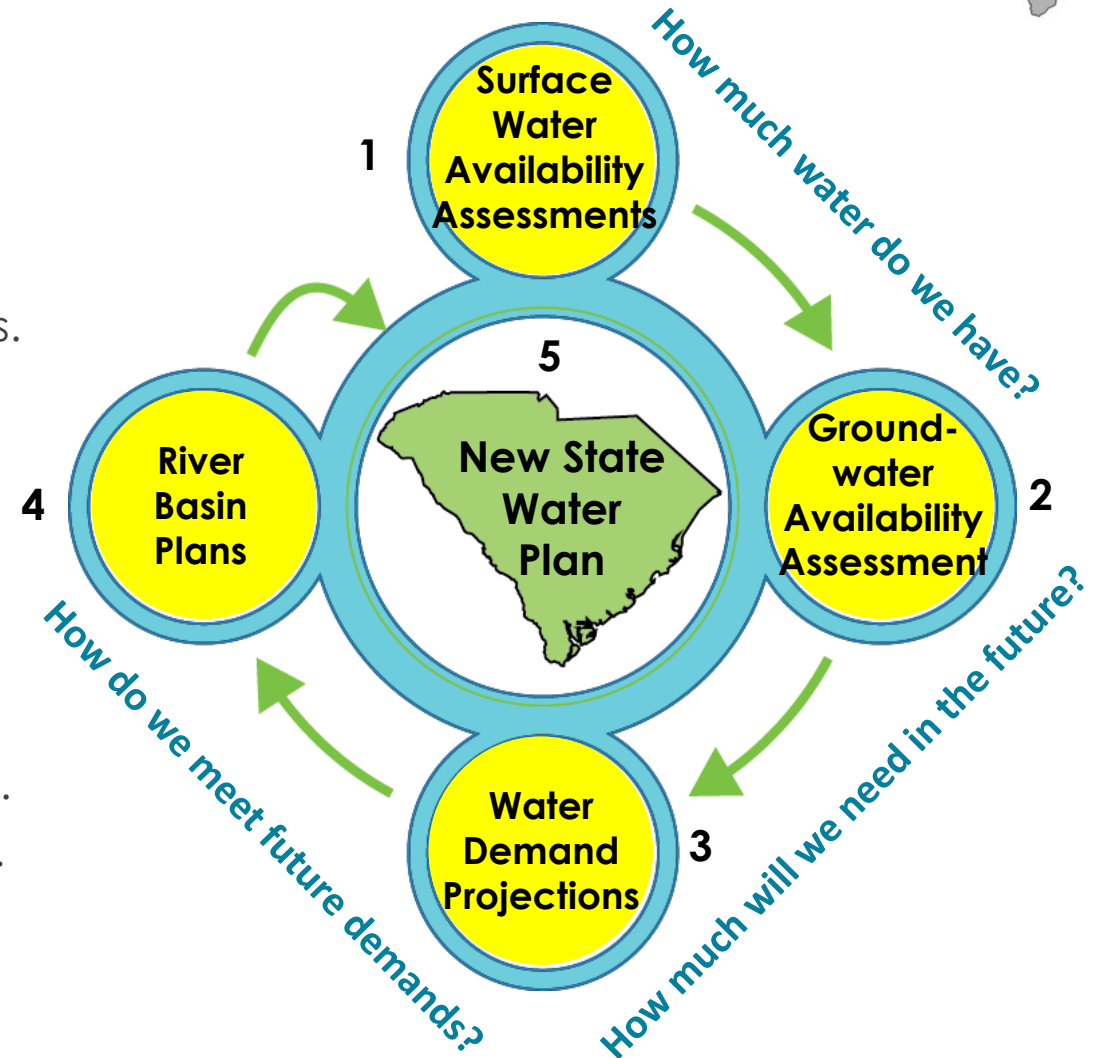 How much water do we have?
1
Surface
Water
Availability
Assessments
s.
5
New State
Water
Plan
Ground-
water
Availability
Assessment
2
River
Basin
Plans
4
How much will we need in the future?
How do we meet future demands?
.
.
Water
Demand
Projections
3